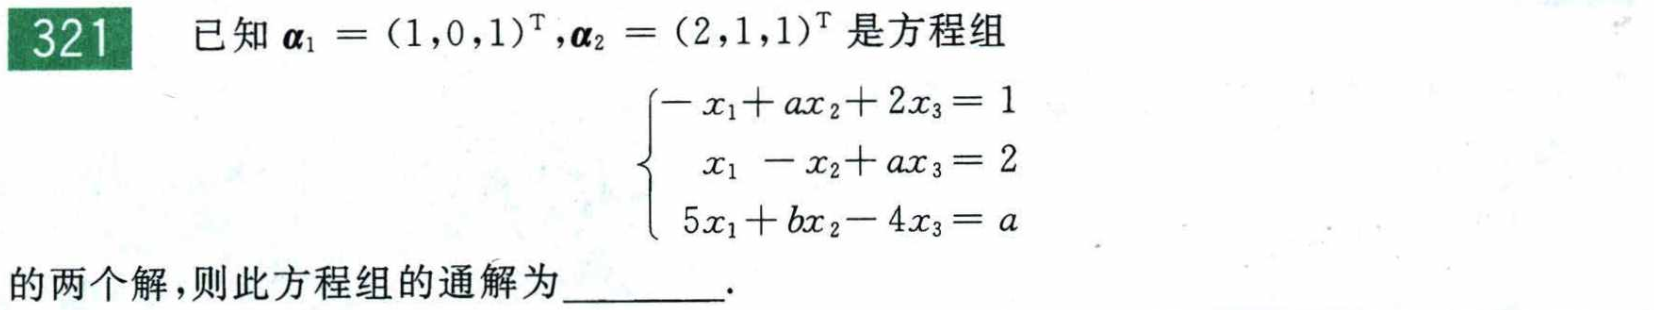 321 已知 α₁ = (1,0,1)ᵀ,α₂ = (2,1,1)ᵀ 是方程组
− x₁ + ax₂ + 2x₃ = 1
x₁ − x₂ + ax₃ = 2
5x₁ + bx₂ − 4x₃ = a
的两个解,则此方程组的通解为________.